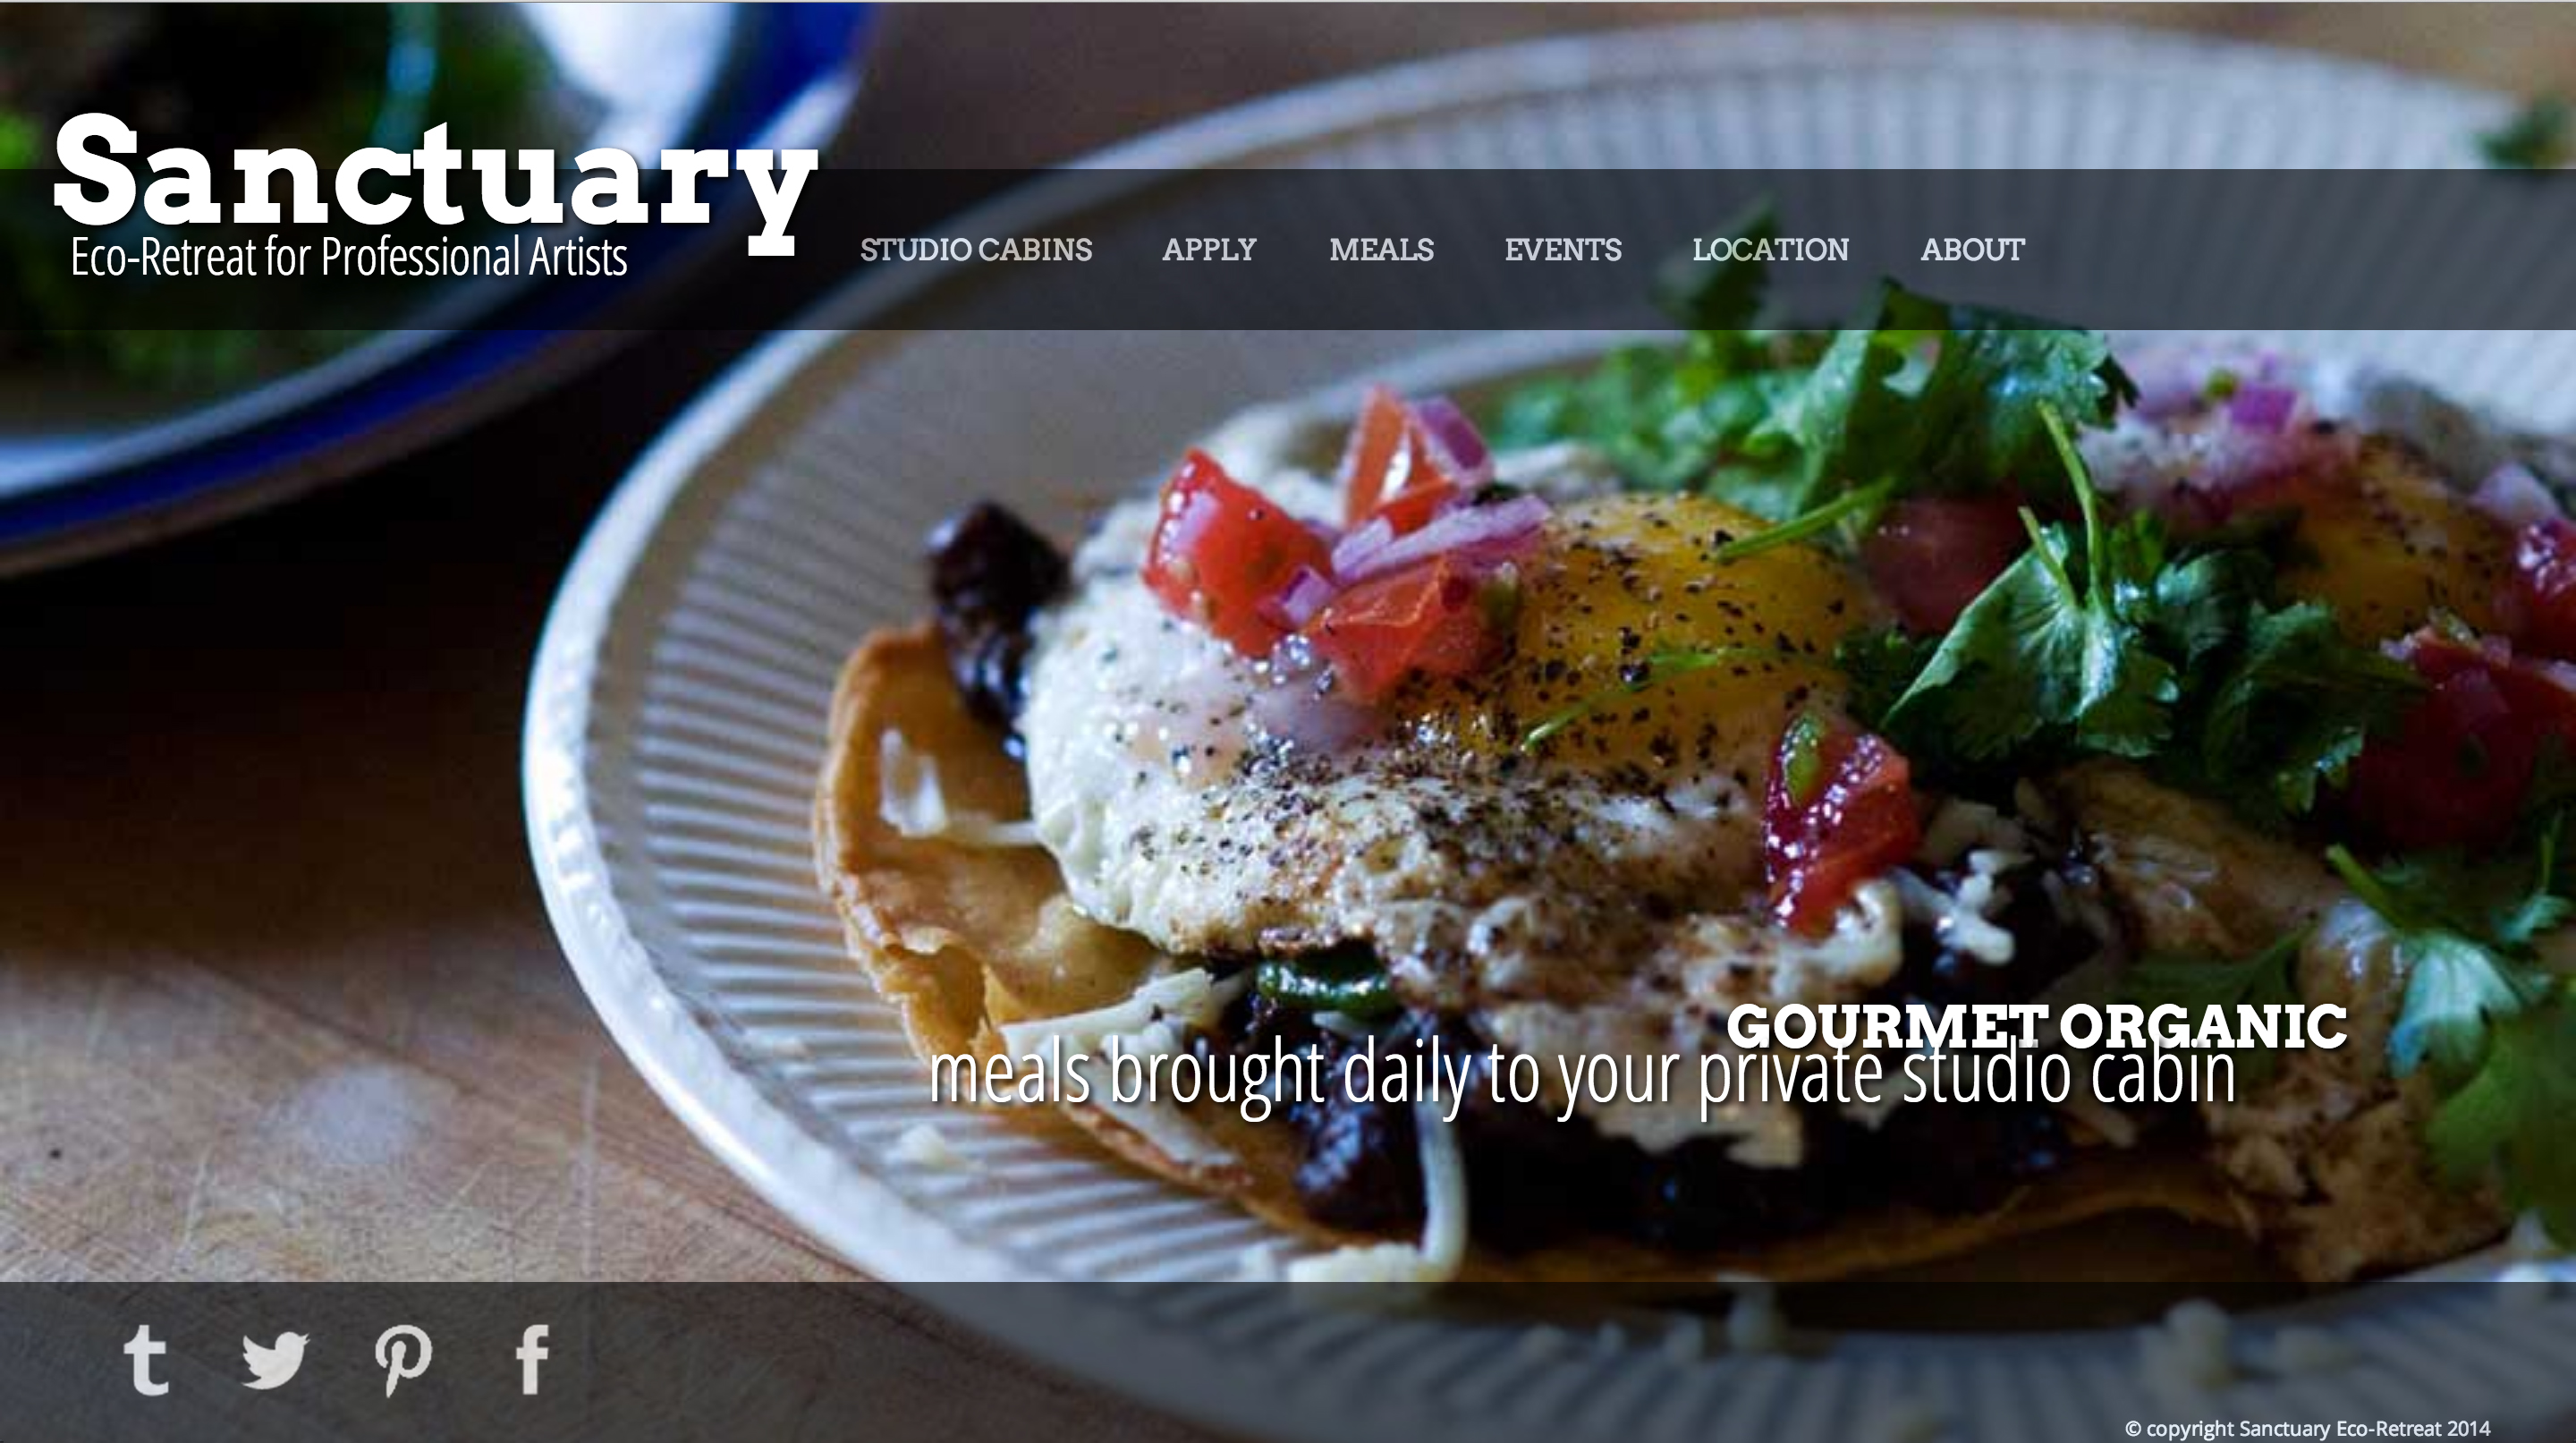 Sanctuary
Eco-Retreat for Professional Artists
STUDIO CABINS APPLY MEALS EVENTS LOCATION ABOUT
GOURMET ORGANIC
meals brought daily to your private studio cabin
© copyright Sanctuary Eco-Retreat 2014